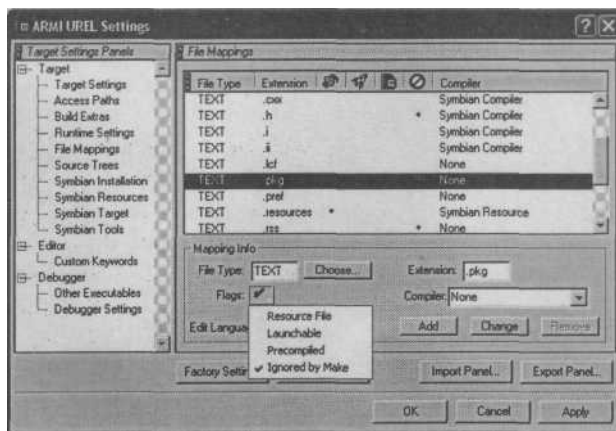 ARMI UREL Settings
Target Settings Panels
Target
Target Settings
Access Paths
Build Extras
Runtime Settings
File Mappings
Source Trees
Symbian Installation
Symbian Resources
Symbian Target
Symbian Tools
Editor
Custom Keywords
Debugger
Other Executables
Debugger Settings
File Mappings
File Type Extension Compiler
TEXT .cxx Symbian Compiler
TEXT .h Symbian Compiler
TEXT .i Symbian Compiler
TEXT .ii Symbian Compiler
TEXT .lcf None
TEXT .pkg None
TEXT .pref None
TEXT .resources Symbian Resource
TEXT .rss None
Mapping Info
File Type: TEXT Choose... Extension: .pkg
Flags: Compiler: None
Edit Langua
Resource File
Launchable
Precompiled
Ignored by Make
Add Change Remove
Factory Settin Import Panel... Export Panel...
OK Cancel Apply